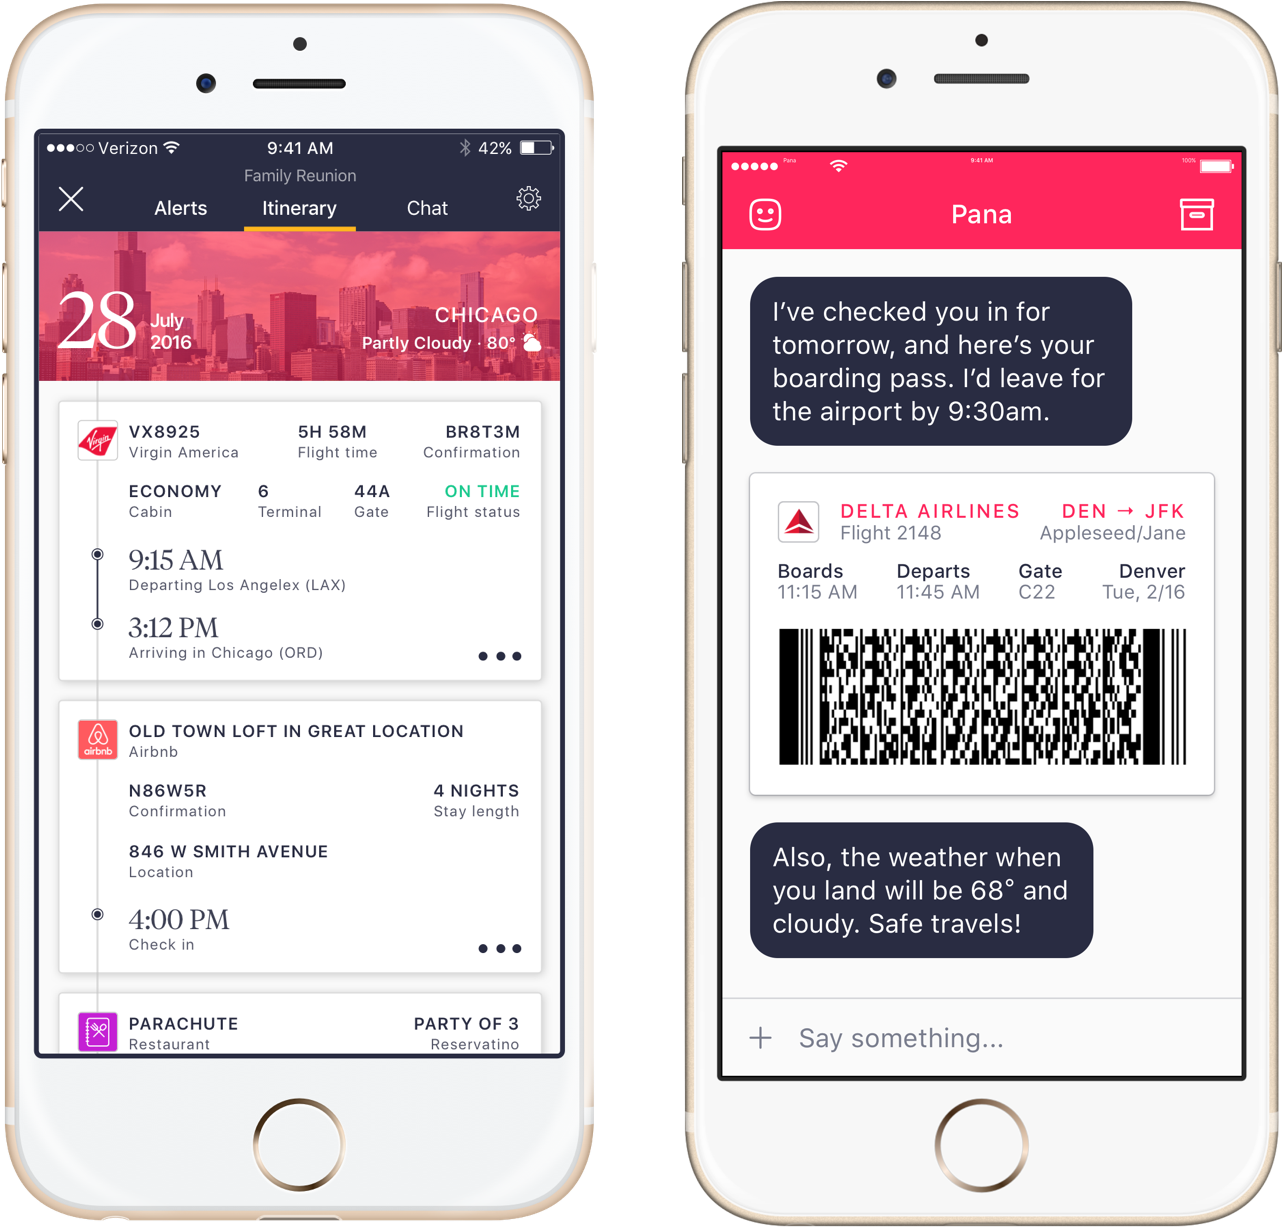 Verizon 9:41 AM 42%
Family Reunion
Alerts Itinerary Chat
28 July 2016
CHICAGO
Partly Cloudy · 80°
Virgin
VX8925 5H 58M BR8T3M
Virgin America Flight time Confirmation
ECONOMY 6 44A ON TIME
Cabin Terminal Gate Flight status
9:15 AM
Departing Los Angelex (LAX)
3:12 PM
Arriving in Chicago (ORD)
airbnb
OLD TOWN LOFT IN GREAT LOCATION
Airbnb
N86W5R 4 NIGHTS
Confirmation Stay length
846 W SMITH AVENUE
Location
4:00 PM
Check in
PARACHUTE PARTY OF 3
Restaurant Reservatino
Pana 9:41 AM 100%
Pana
I’ve checked you in for
tomorrow, and here’s your
boarding pass. I’d leave for
the airport by 9:30am.
DELTA AIRLINES DEN → JFK
Flight 2148 Appleseed/Jane
Boards Departs Gate Denver
11:15 AM 11:45 AM C22 Tue, 2/16
Also, the weather when
you land will be 68° and
cloudy. Safe travels!
+ Say something...